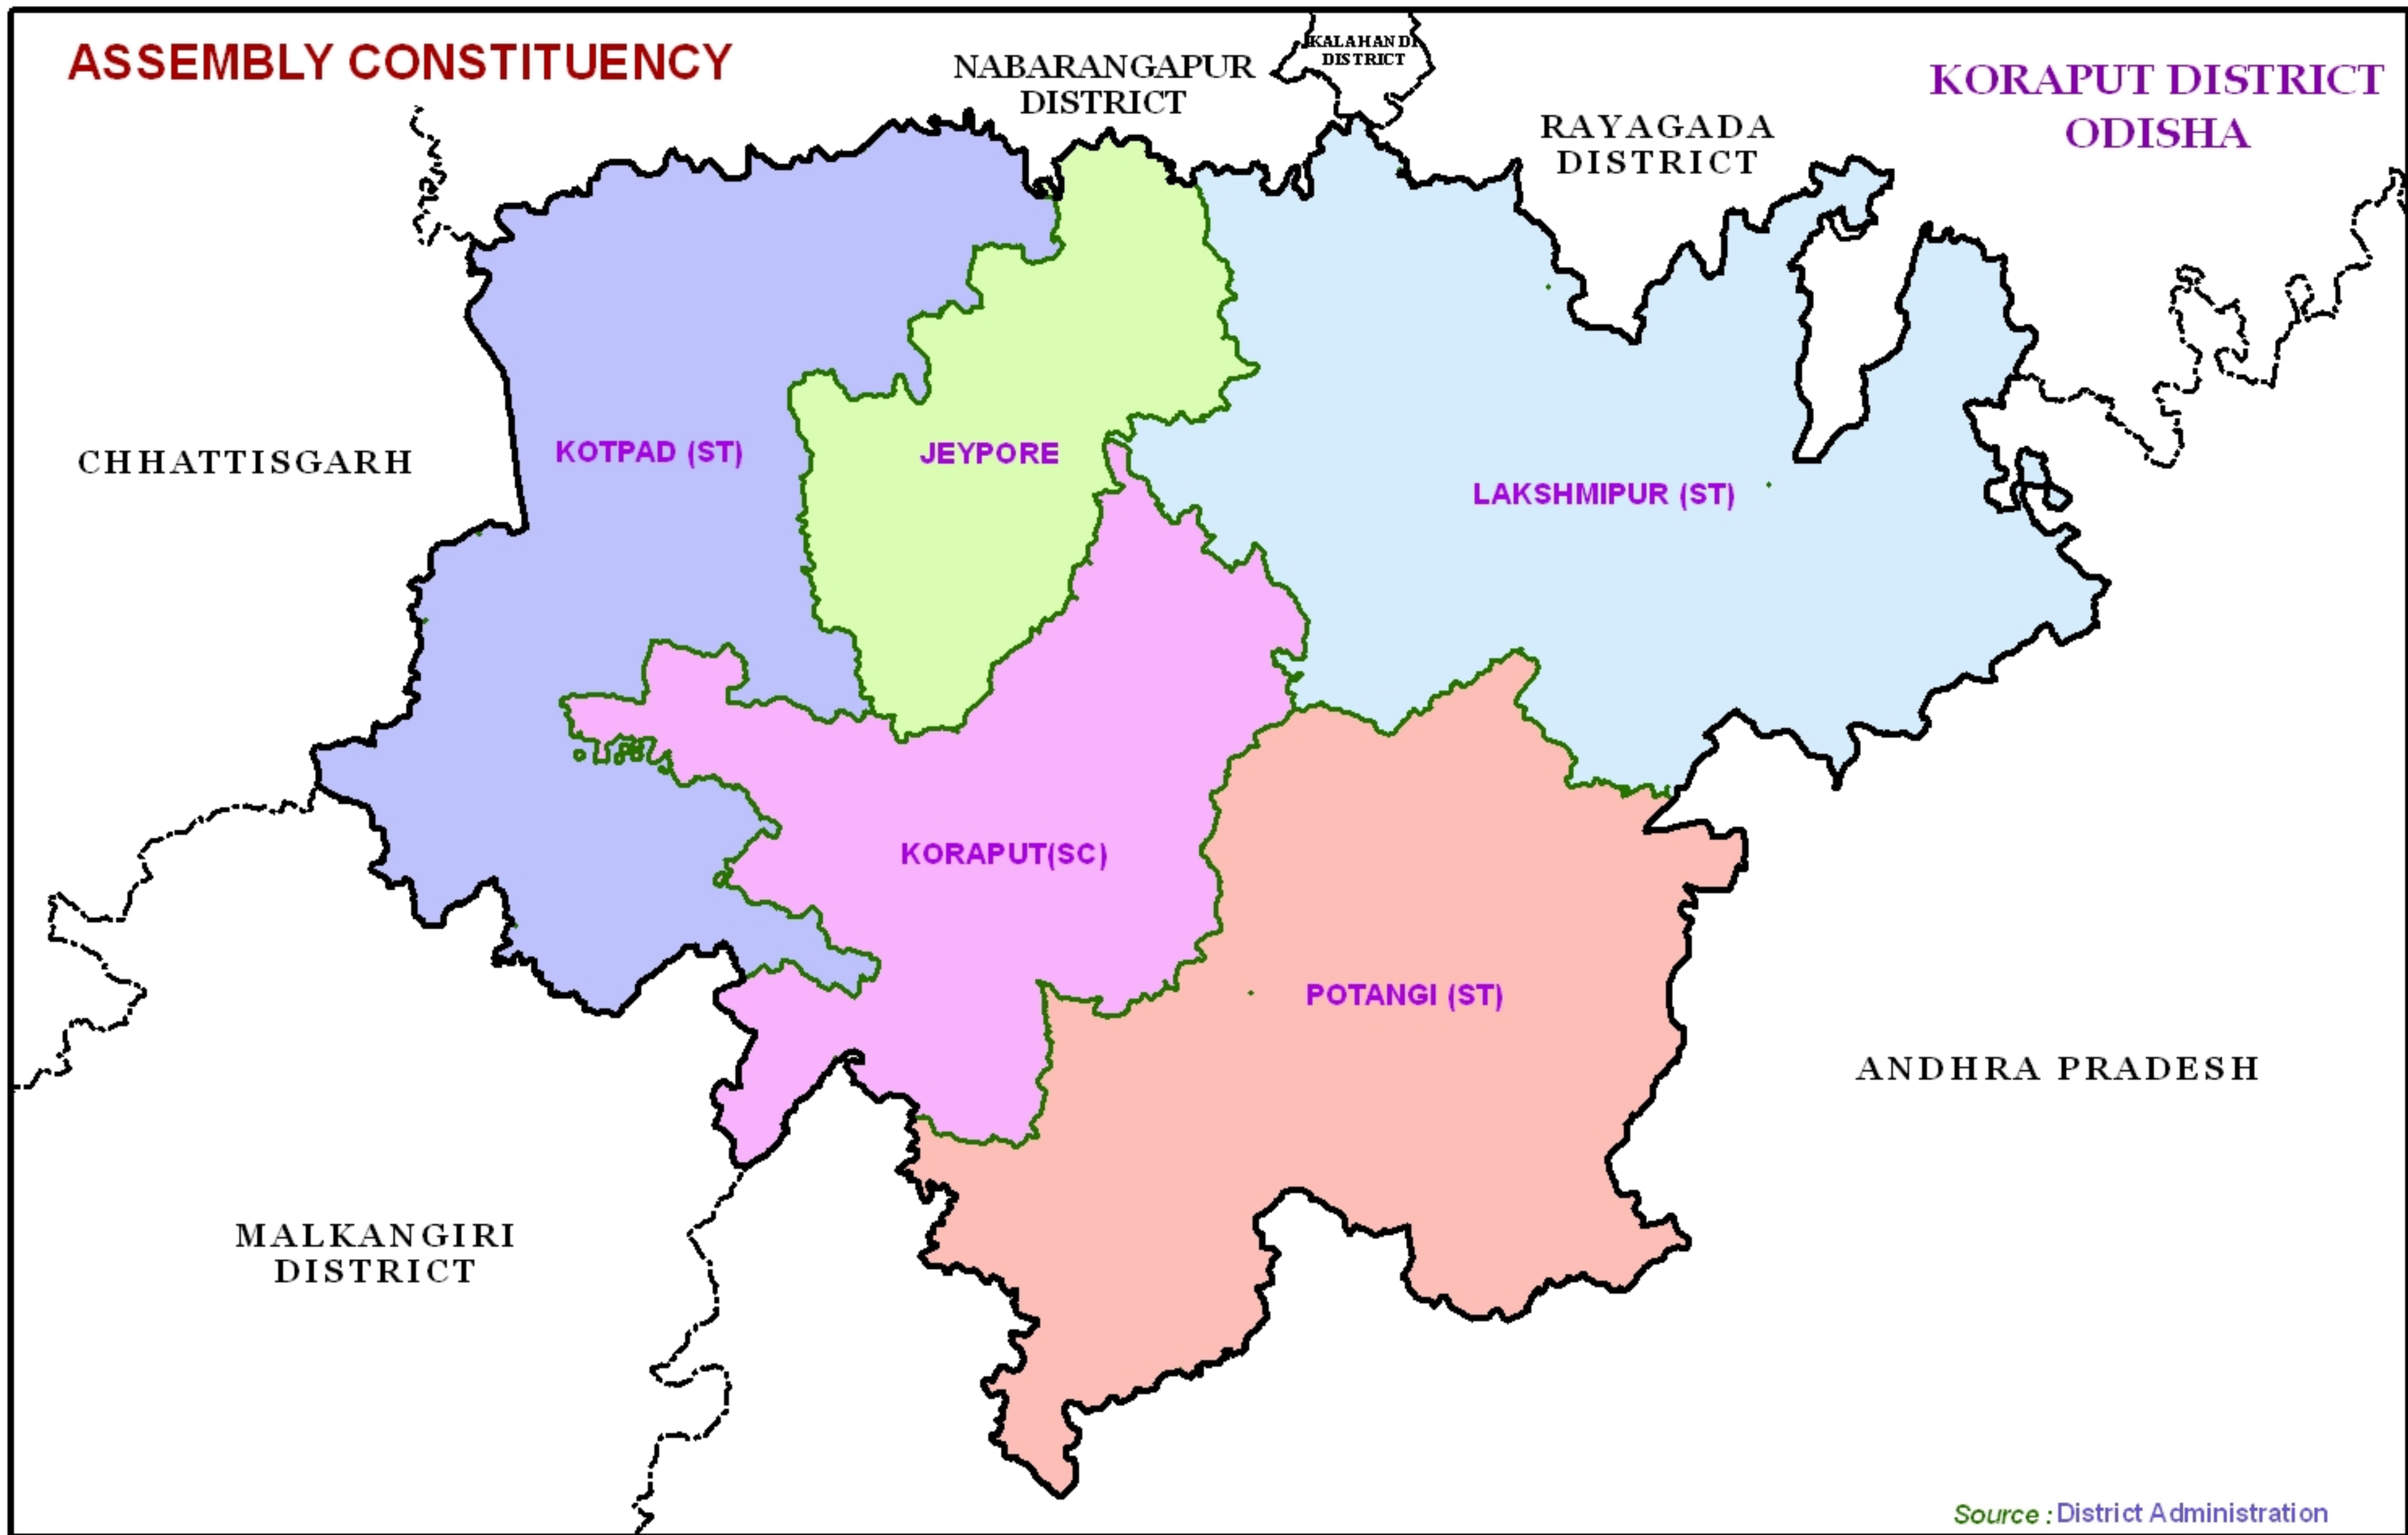 ASSEMBLY CONSTITUENCY
NABARANGAPUR
DISTRICT
KALAHANDI
DISTRICT
RAYAGADA
DISTRICT
KORAPUT DISTRICT
ODISHA
CHHATTISGARH
KOTPAD (ST)
JEYPORE
LAKSHMIPUR (ST)
KORAPUT(SC)
POTANGI (ST)
ANDHRA PRADESH
MALKANGIRI
DISTRICT
Source : District Administration